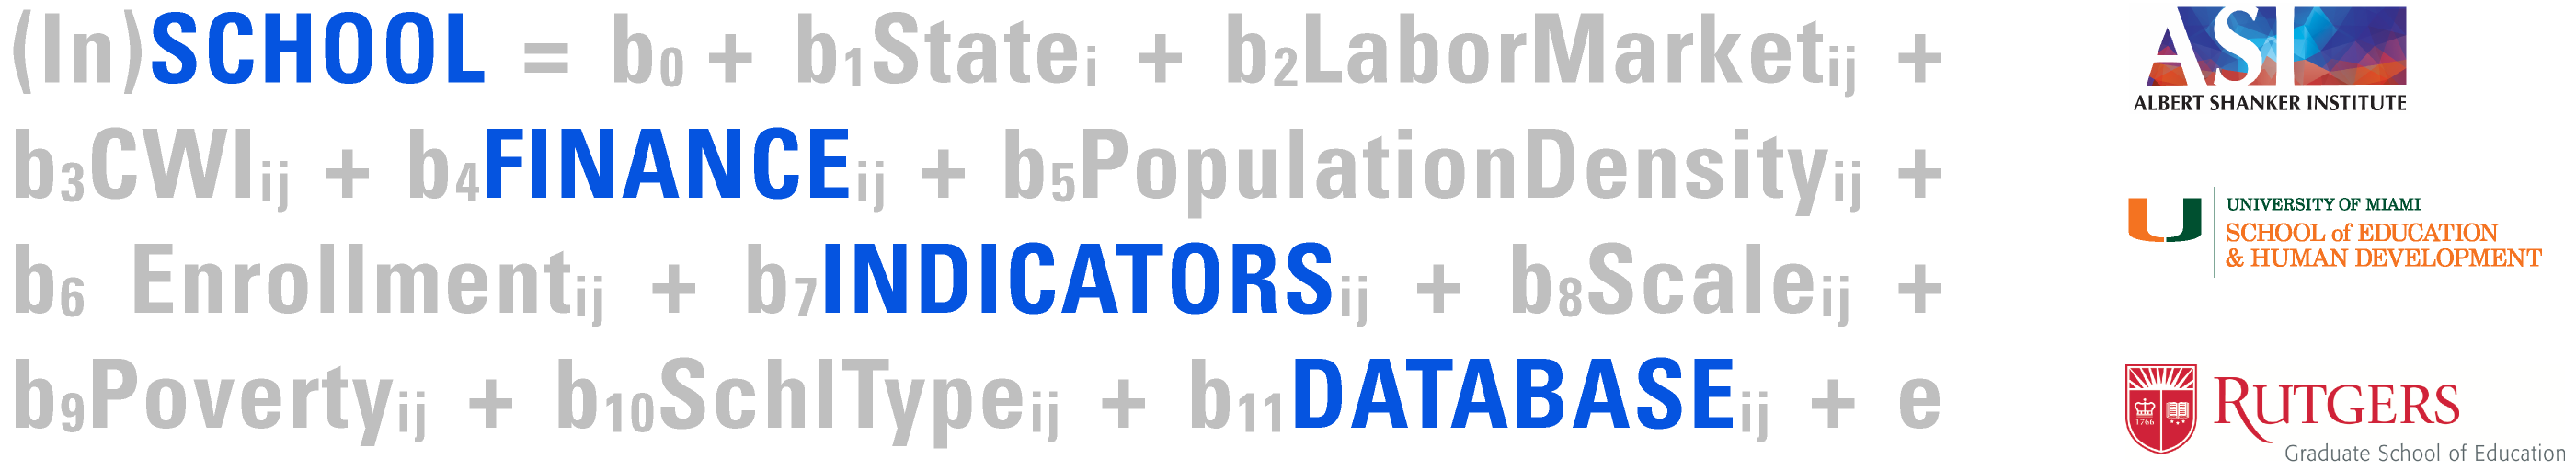 (In)SCHOOL = b0 + b1Statei + b2LaborMarketij +
b3CWIij + b4FINANCEij + b5PopulationDensityij +
b6 Enrollmentij + b7INDICATORSij + b8Scaleij +
b9Povertyij + b10SchlTypeij + b11DATABASEij + e
ASI
ALBERT SHANKER INSTITUTE
U
UNIVERSITY OF MIAMI
SCHOOL of EDUCATION
& HUMAN DEVELOPMENT
1766
RUTGERS
Graduate School of Education